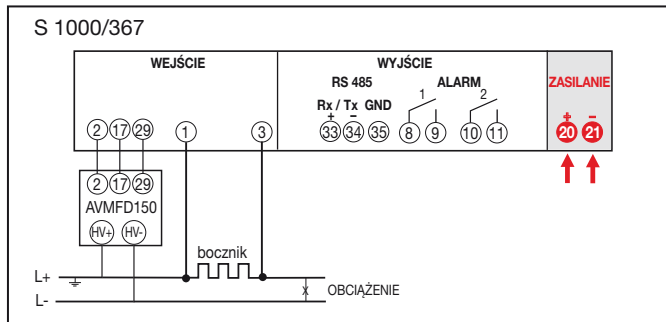 S 1000/367
WEJŚCIE WYJŚCIE
RS 485 ALARM ZASILANIE
Rx / Tx GND 1 2
+ − + −
2 17 29 1 3 33 34 35 8 9 10 11 20 21
2 17 29
AVMFD150
HV+ HV-
bocznik
L+
L- x OBCIĄŻENIE